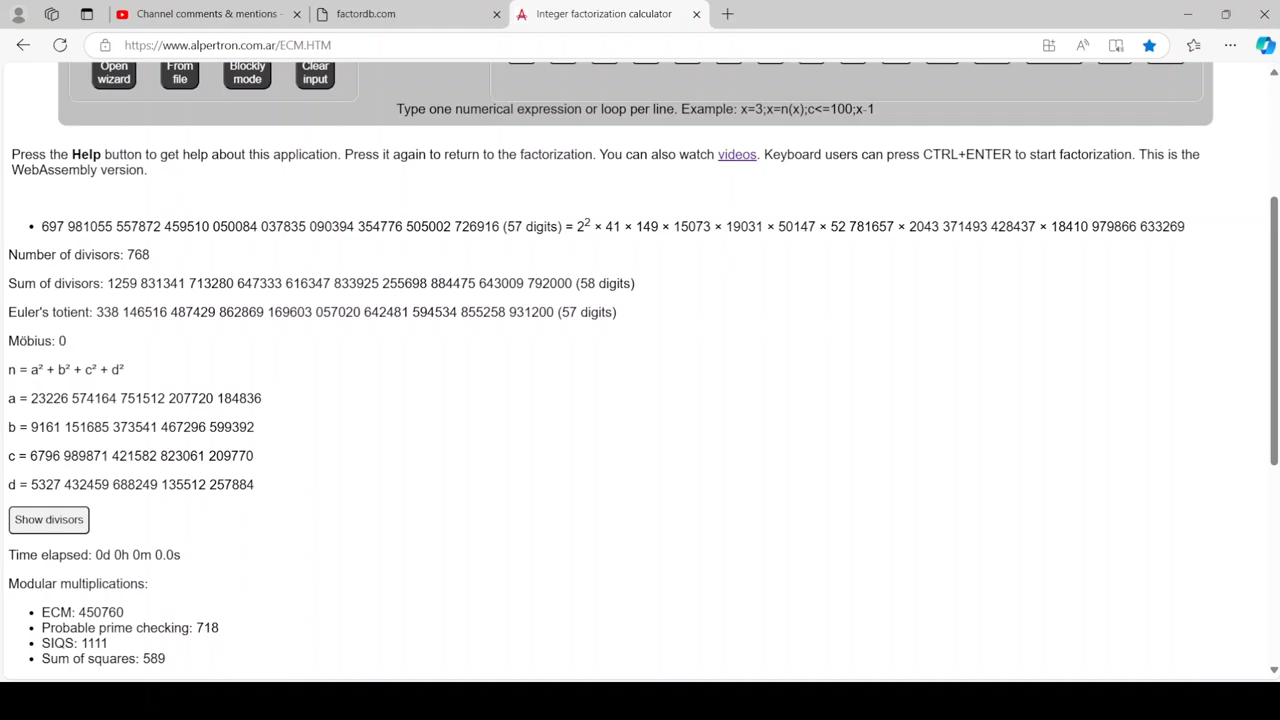 Channel comments & mentions -
factordb.com
Integer factorization calculator
https://www.alpertron.com.ar/ECM.HTM
Open wizard
From file
Blockly mode
Clear input
Type one numerical expression or loop per line. Example: x=3;x=n(x);c<=100;x-1
Press the Help button to get help about this application. Press it again to return to the factorization. You can also watch videos. Keyboard users can press CTRL+ENTER to start factorization. This is the
WebAssembly version.
• 697 981055 557872 459510 050084 037835 090394 354776 505002 726916 (57 digits) = 2² × 41 × 149 × 15073 × 19031 × 50147 × 52 781657 × 2043 371493 428437 × 18410 979866 633269
Number of divisors: 768
Sum of divisors: 1259 831341 713280 647333 616347 833925 255698 884475 643009 792000 (58 digits)
Euler's totient: 338 146516 487429 862869 169603 057020 642481 594534 855258 931200 (57 digits)
Möbius: 0
n = a² + b² + c² + d²
a = 23226 574164 751512 207720 184836
b = 9161 151685 373541 467296 599392
c = 6796 989871 421582 823061 209770
d = 5327 432459 688249 135512 257884
Show divisors
Time elapsed: 0d 0h 0m 0.0s
Modular multiplications:
• ECM: 450760
• Probable prime checking: 718
• SIQS: 1111
• Sum of squares: 589